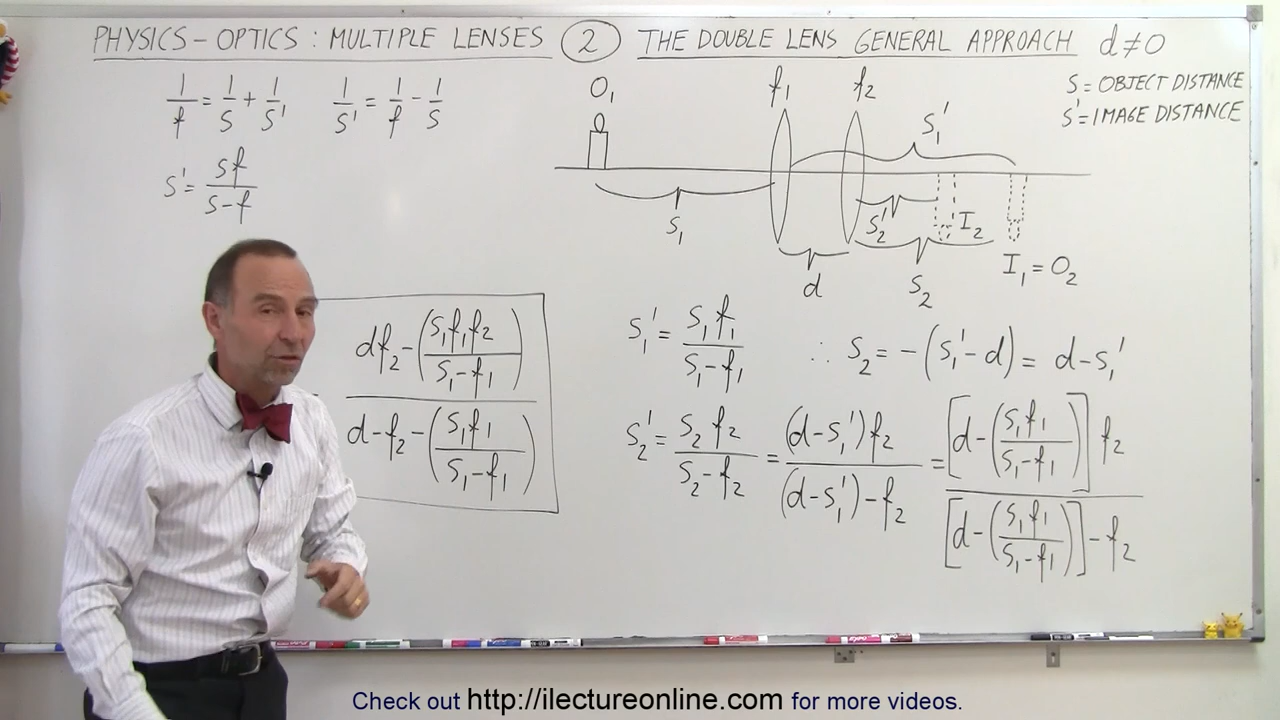 PHYSICS – OPTICS : MULTIPLE LENSES ② THE DOUBLE LENS GENERAL APPROACH d≠0
S = OBJECT DISTANCE
S' = IMAGE DISTANCE
1/f = 1/S + 1/S'
1/S' = 1/f - 1/S
S' = Sf/(S-f)
O₁ f₁ f₂
S₁'
S₁ S₂' I₂
d S₂ I₁ = O₂
S₁' = S₁f₁/(S₁-f₁) ∴ S₂ = -(S₁'-d) = d-S₁'
S₂' = S₂f₂/(S₂-f₂) = (d-S₁')f₂/((d-S₁')-f₂) = [d-(S₁f₁/(S₁-f₁))]f₂/([d-(S₁f₁/(S₁-f₁))]-f₂)
(df₂-(S₁f₁f₂/(S₁-f₁)))/(d-f₂-(S₁f₁/(S₁-f₁)))
Check out http://ilectureonline.com for more videos.